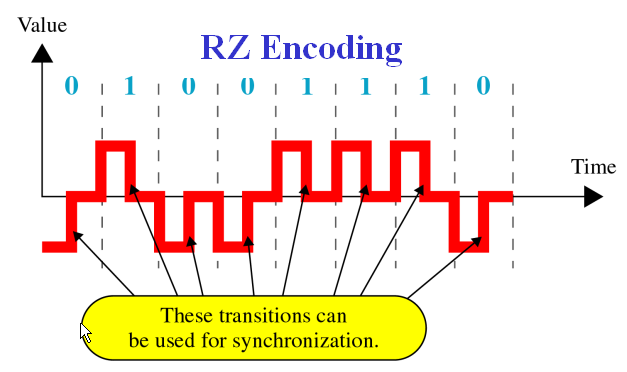 Value
RZ Encoding
0 1 0 0 1 1 1 0
Time
These transitions can
be used for synchronization.